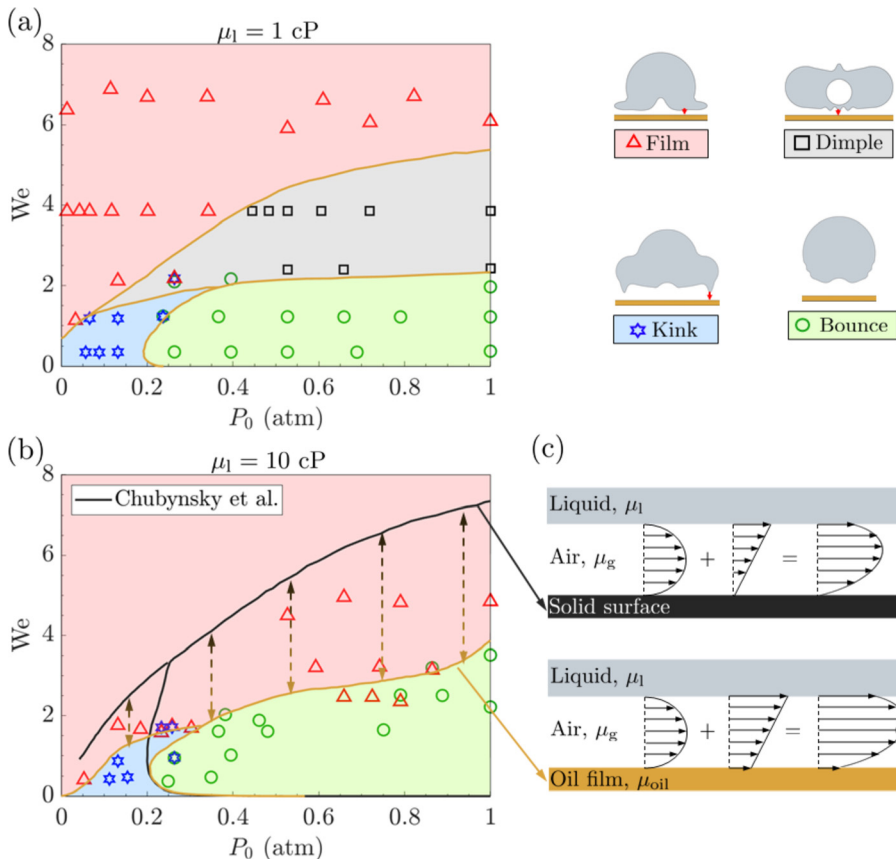 (a)
μl = 1 cP
We
8
6
4
2
0
0
0.2
0.4
0.6
0.8
1
P0 (atm)
Film
Dimple
Kink
Bounce
(b)
μl = 10 cP
Chubynsky et al.
We
8
6
4
2
0
0
0.2
0.4
0.6
0.8
1
P0 (atm)
(c)
Liquid, μl
Air, μg
+
=
Solid surface
Liquid, μl
Air, μg
+
=
Oil film, μoil